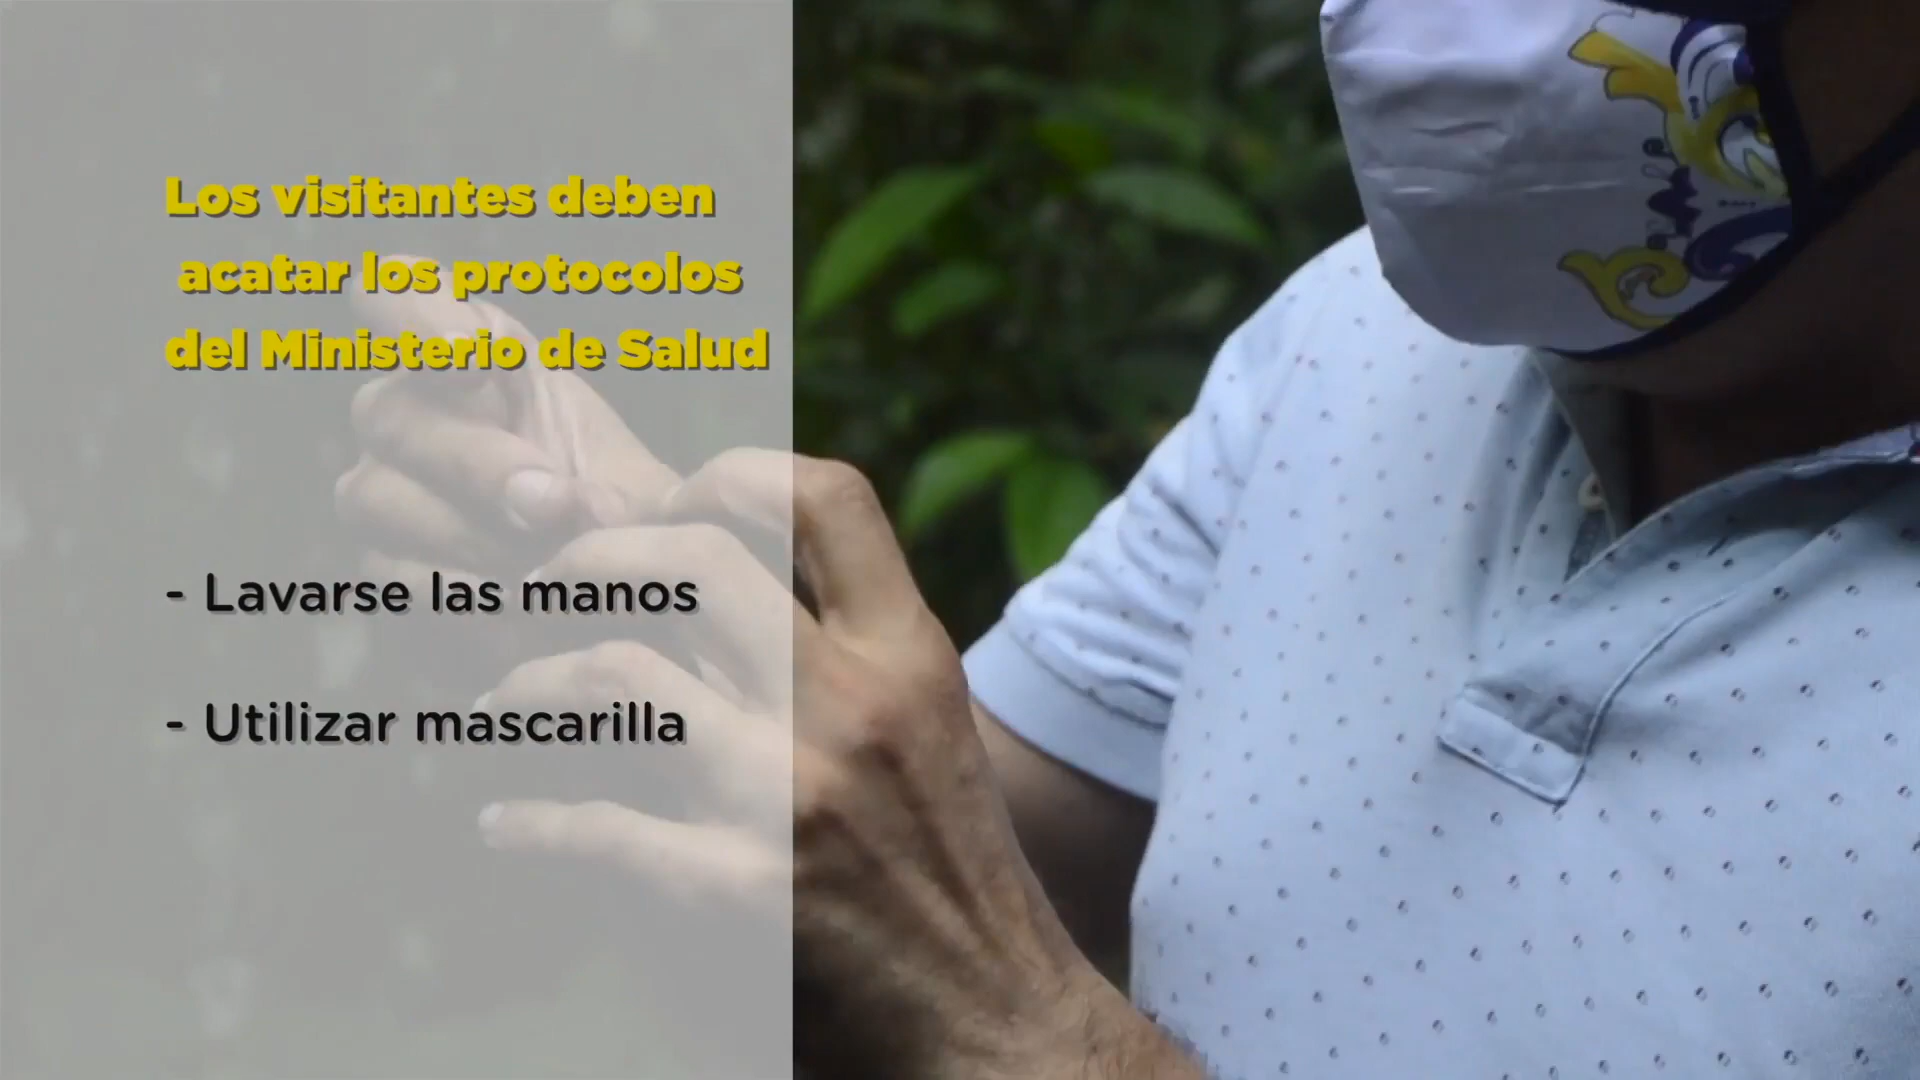 Los visitantes deben
acatar los protocolos
del Ministerio de Salud
- Lavarse las manos
- Utilizar mascarilla